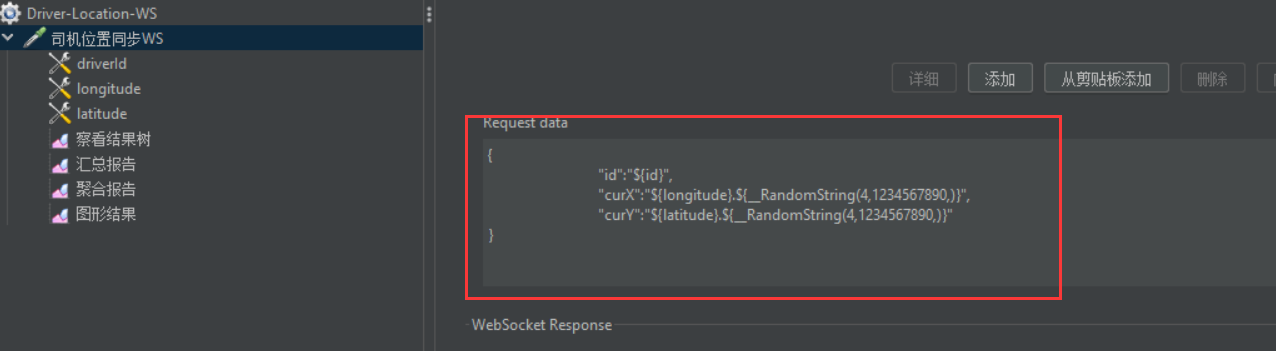 Driver-Location-WS
司机位置同步WS
driverId
longitude
latitude
察看结果树
汇总报告
聚合报告
图形结果
详细 添加 从剪贴板添加 删除
Request data
{
"id":"${id}",
"curX":"${longitude}.${__RandomString(4,1234567890,)}",
"curY":"${latitude}.${__RandomString(4,1234567890,)}"
}
WebSocket Response